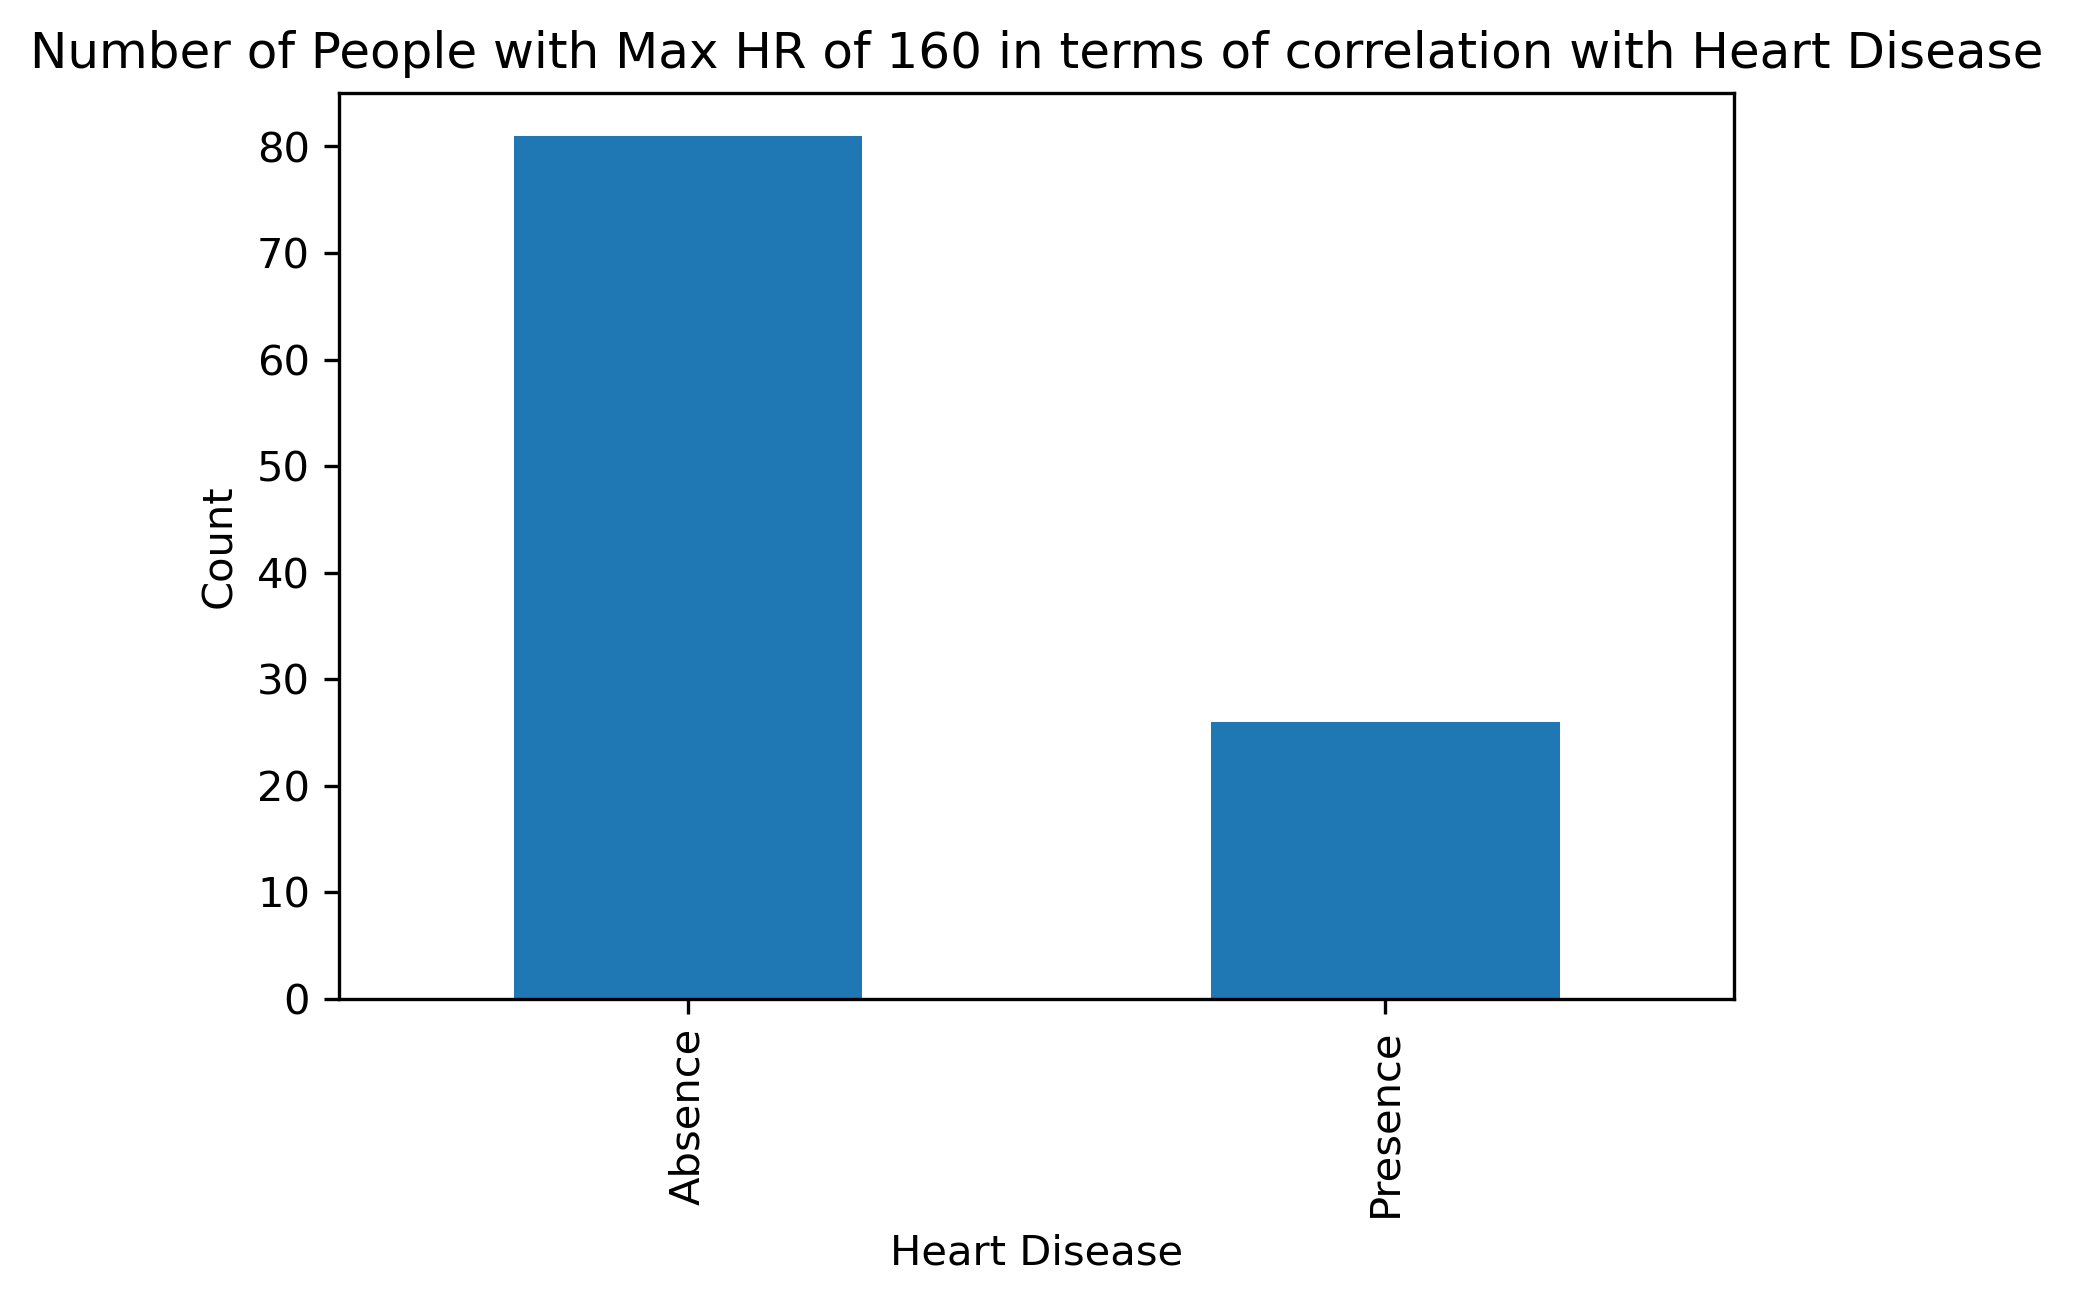 Number of People with Max HR of 160 in terms of correlation with Heart Disease
80
70
60
50
40
30
20
10
0
Count
Absence
Presence
Heart Disease